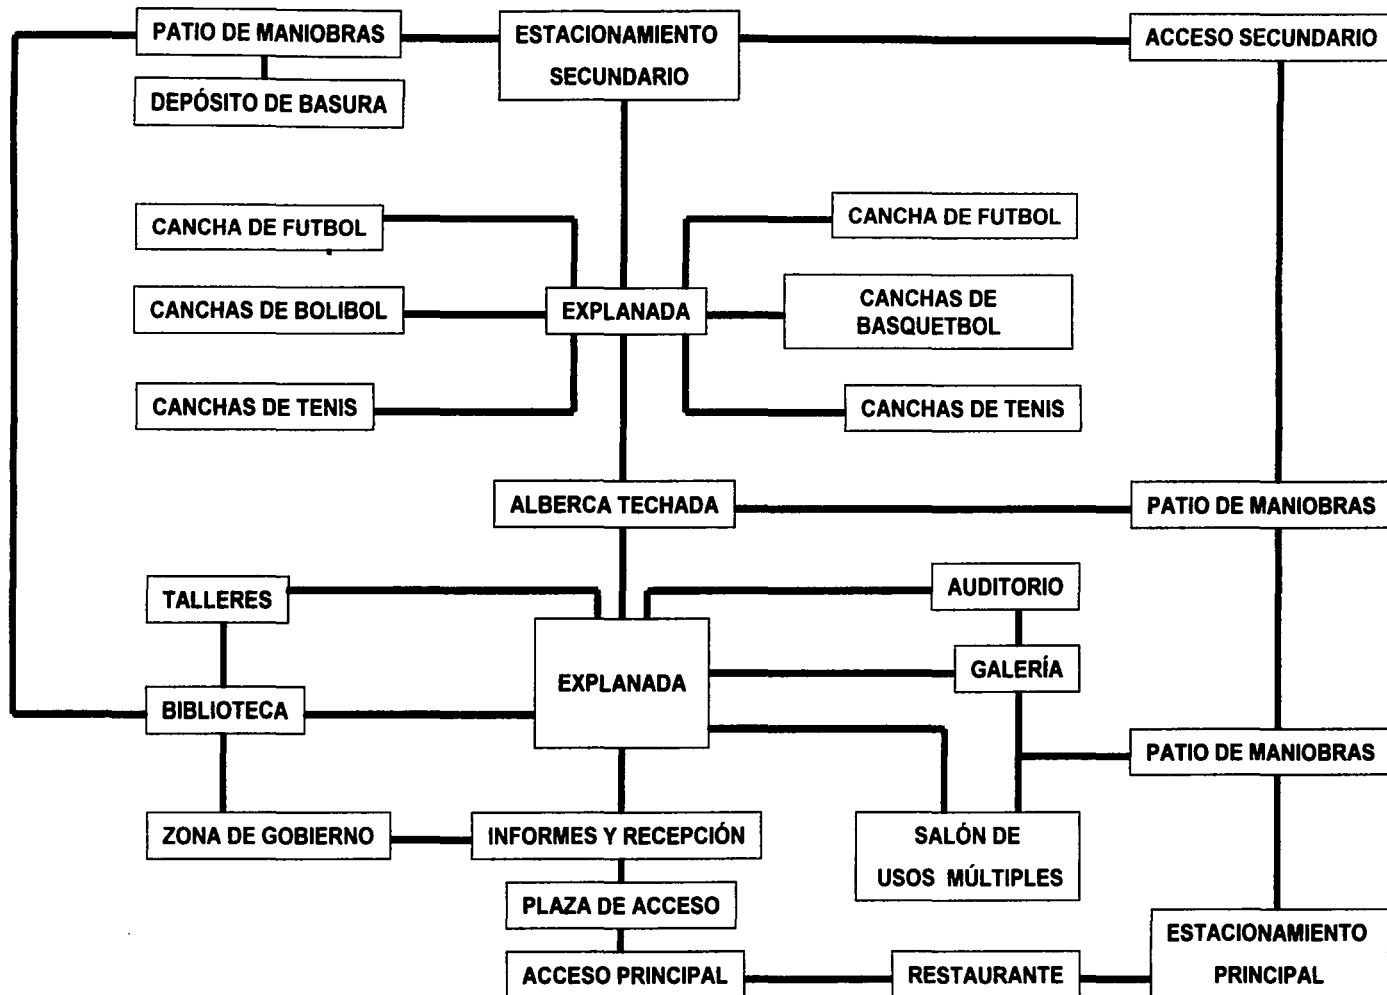 PATIO DE MANIOBRAS
ESTACIONAMIENTO
SECUNDARIO
ACCESO SECUNDARIO
DEPÓSITO DE BASURA
CANCHA DE FUTBOL
CANCHA DE FUTBOL
CANCHAS DE BOLIBOL
EXPLANADA
CANCHAS DE
BASQUETBOL
CANCHAS DE TENIS
CANCHAS DE TENIS
ALBERCA TECHADA
PATIO DE MANIOBRAS
TALLERES
AUDITORIO
EXPLANADA
GALERÍA
BIBLIOTECA
PATIO DE MANIOBRAS
ZONA DE GOBIERNO
INFORMES Y RECEPCIÓN
SALÓN DE
USOS MÚLTIPLES
PLAZA DE ACCESO
ACCESO PRINCIPAL
RESTAURANTE
ESTACIONAMIENTO
PRINCIPAL